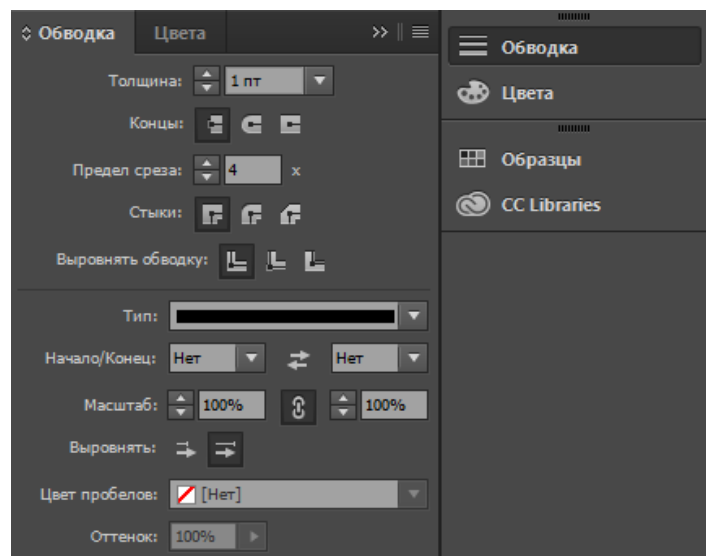 Обводка Цвета
Толщина: 1 пт
Концы:
Предел среза: 4 x
Стыки:
Выровнять обводку:
Тип:
Начало/Конец: Нет Нет
Масштаб: 100% 100%
Выровнять:
Цвет пробелов: [Нет]
Оттенок: 100%
Обводка
Цвета
Образцы
CC Libraries